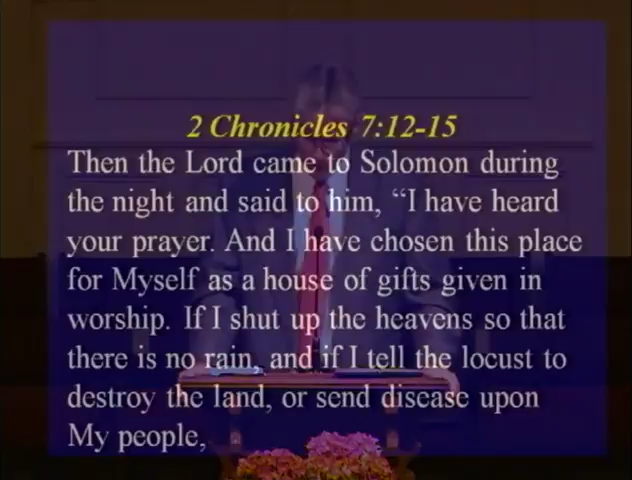 2 Chronicles 7:12-15
Then the Lord came to Solomon during
the night and said to him, “I have heard
your prayer. And I have chosen this place
for Myself as a house of gifts given in
worship. If I shut up the heavens so that
there is no rain, and if I tell the locust to
destroy the land, or send disease upon
My people,